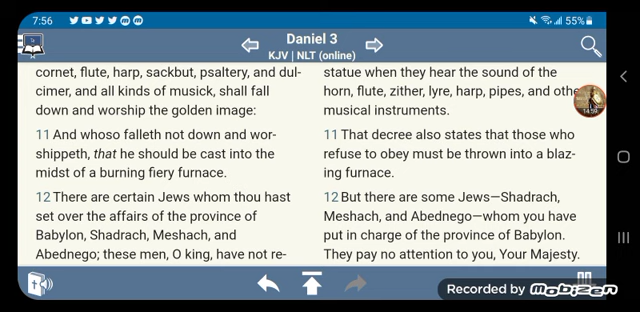 7:56
55%
Daniel 3
KJV | NLT (online)
cornet, flute, harp, sackbut, psaltery, and dul-
cimer, and all kinds of musick, shall fall
down and worship the golden image:
11 And whoso falleth not down and wor-
shippeth, that he should be cast into the
midst of a burning fiery furnace.
12 There are certain Jews whom thou hast
set over the affairs of the province of
Babylon, Shadrach, Meshach, and
Abednego; these men, O king, have not re-
statue when they hear the sound of the
horn, flute, zither, lyre, harp, pipes, and othe
musical instruments.
14:59
11 That decree also states that those who
refuse to obey must be thrown into a blaz-
ing furnace.
12 But there are some Jews—Shadrach,
Meshach, and Abednego—whom you have
put in charge of the province of Babylon.
They pay no attention to you, Your Majesty.
Recorded by Mobizen